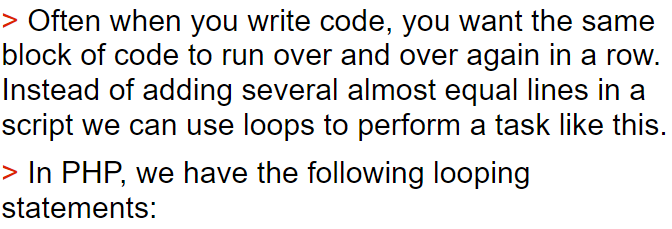 > Often when you write code, you want the same
block of code to run over and over again in a row.
Instead of adding several almost equal lines in a
script we can use loops to perform a task like this.
> In PHP, we have the following looping
statements: